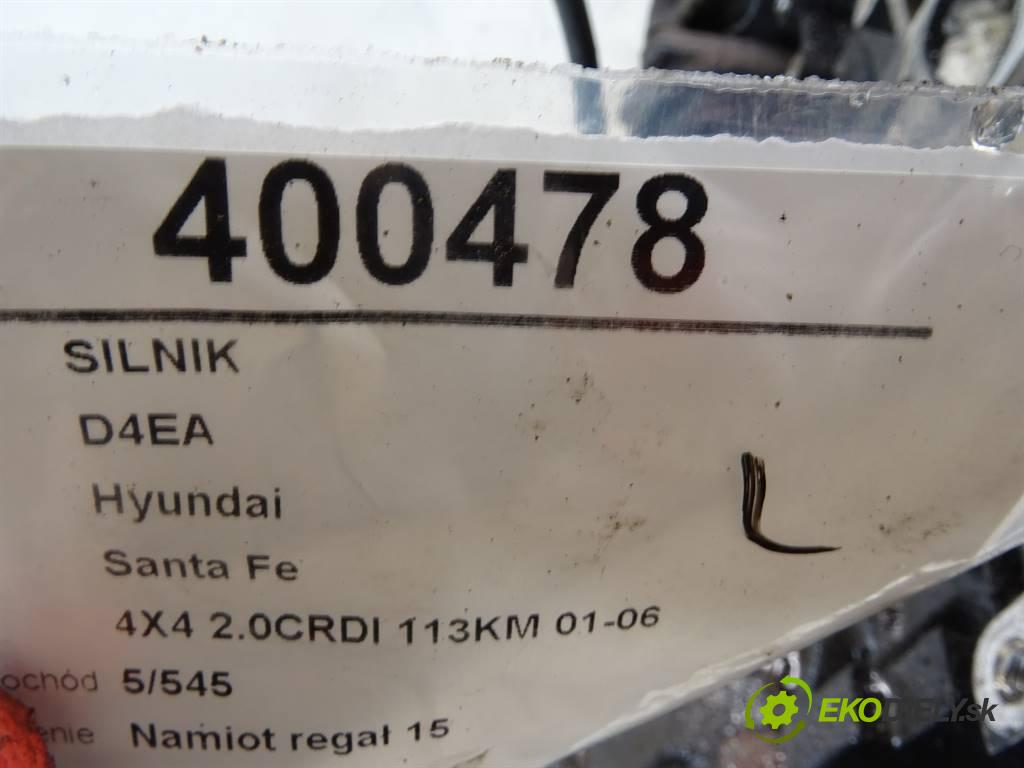 400478
SILNIK
D4EA
Hyundai
Santa Fe
4X4 2.0CRDI 113KM 01-06
ochód 5/545
enie Namiot regał 15
L
EKODIELY.sk